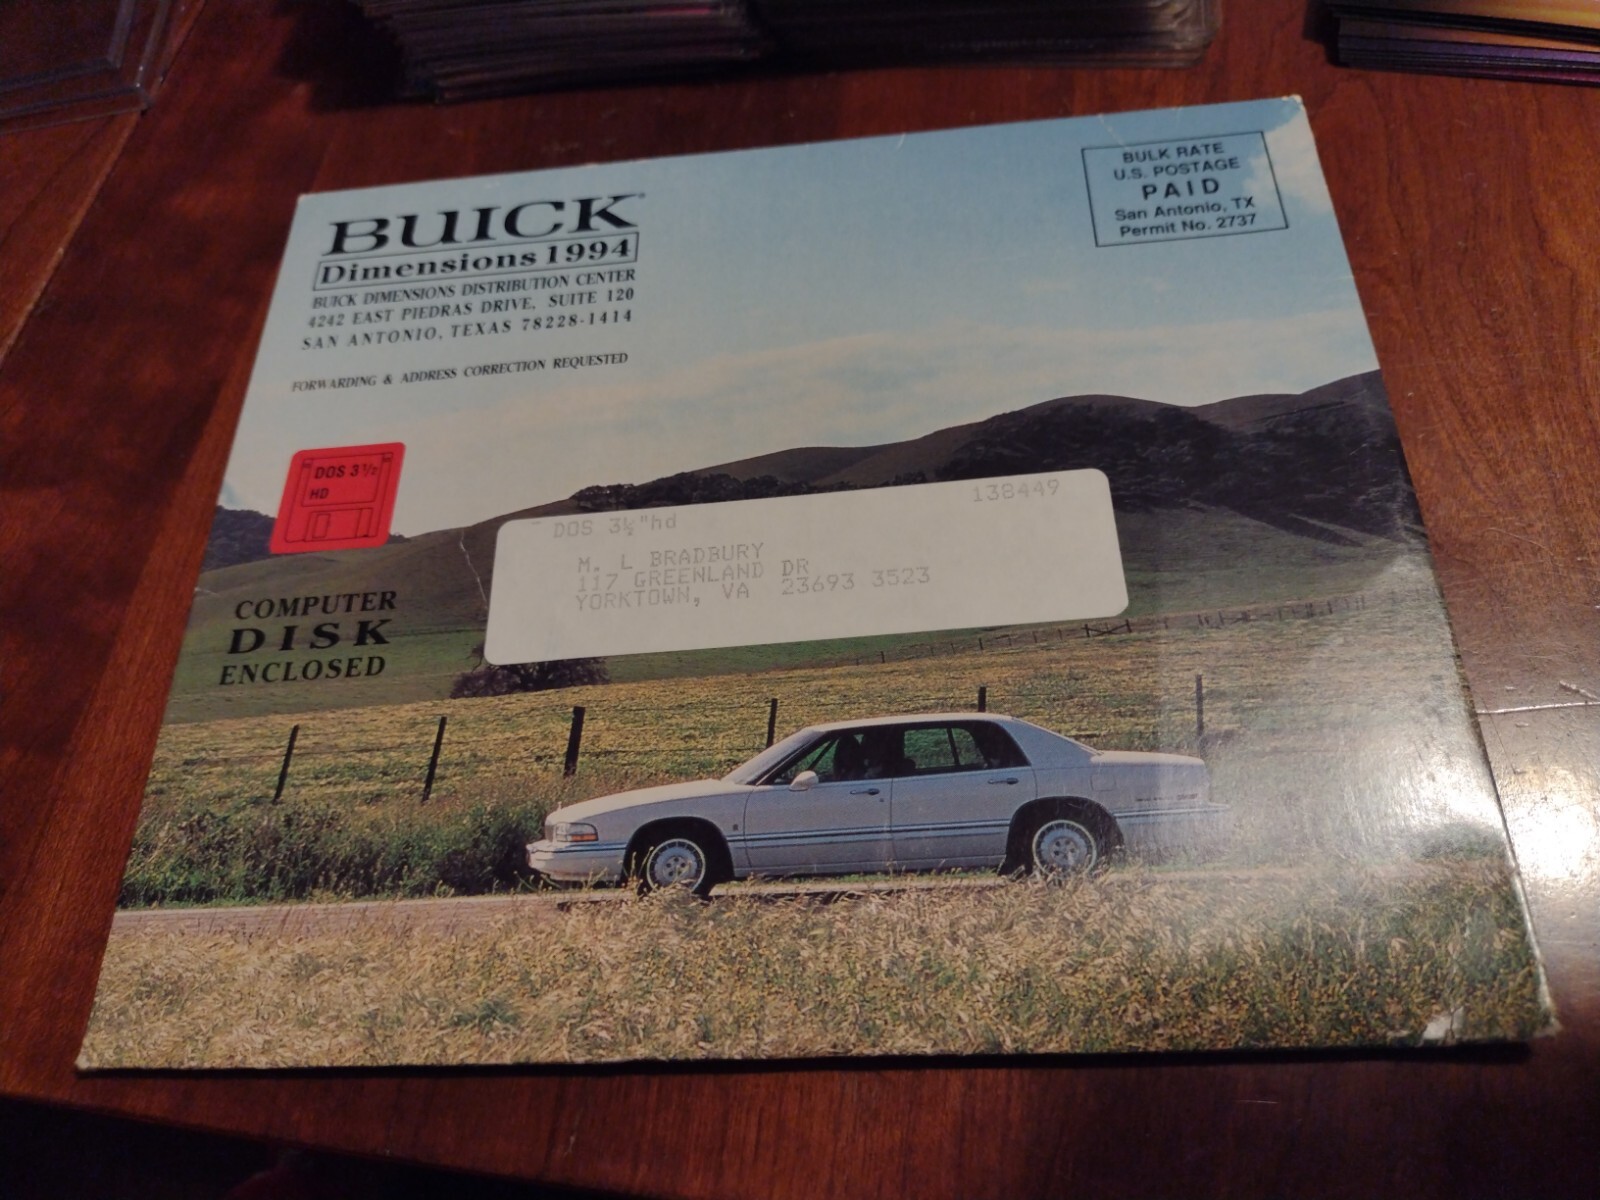 BUICK
Dimensions 1994
BUICK DIMENSIONS DISTRIBUTION CENTER
4242 EAST PIEDRAS DRIVE, SUITE 120
SAN ANTONIO, TEXAS 78228-1414
FORWARDING & ADDRESS CORRECTION REQUESTED
BULK RATE
U.S. POSTAGE
PAID
San Antonio, TX
Permit No. 2737
DOS 3 1/2
HD
138449
DOS 3½"hd
M. L BRADBURY
117 GREENLAND DR
YORKTOWN, VA 23693 3523
COMPUTER
DISK
ENCLOSED